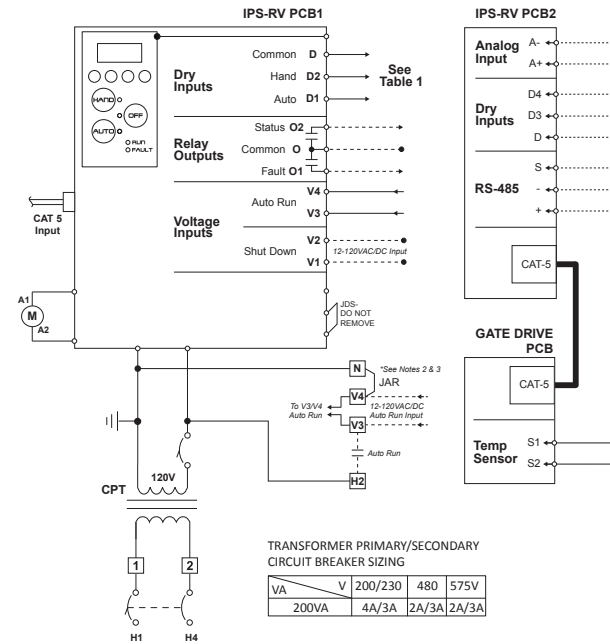 IPS-RV PCB1
HAND
OFF
AUTO
RUN
FAULT
Dry
Inputs
Common D
Hand D2
Auto D1
See
Table 1
Relay
Outputs
Status O2
Common O
Fault O1
Voltage
Inputs
Auto Run
V4
V3
Shut Down
V2
V1
12-120VAC/DC Input
CAT 5
Input
A1
M
A2
JDS-
DO NOT
REMOVE
N
*See Notes 2 & 3
JAR
V4
To V3/V4
Auto Run
12-120VAC/DC
Auto Run Input
V3
Auto Run
H2
120V
CPT
1
2
H1
H4
IPS-RV PCB2
Analog
Input
A-
A+
Dry
Inputs
D4
D3
D
RS-485
S
-
+
CAT-5
GATE DRIVE
PCB
CAT-5
Temp
Sensor
S1
S2
TRANSFORMER PRIMARY/SECONDARY
CIRCUIT BREAKER SIZING
VA V 200/230 480 575V
200VA 4A/3A 2A/3A 2A/3A